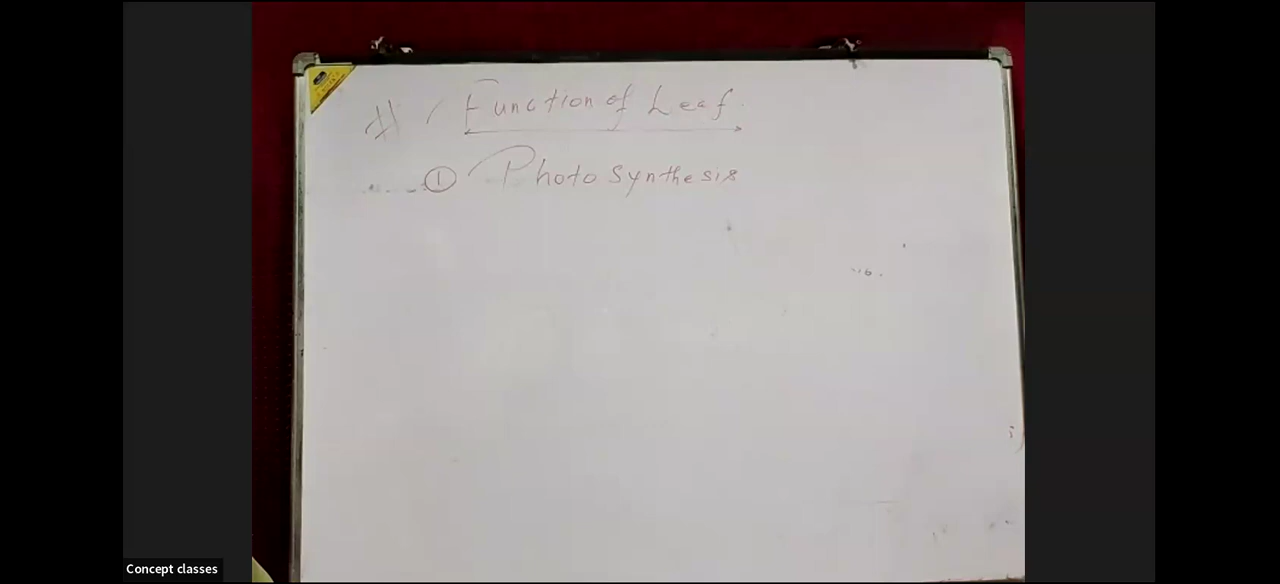 # Function of Leaf
① Photosynthesis
Concept classes